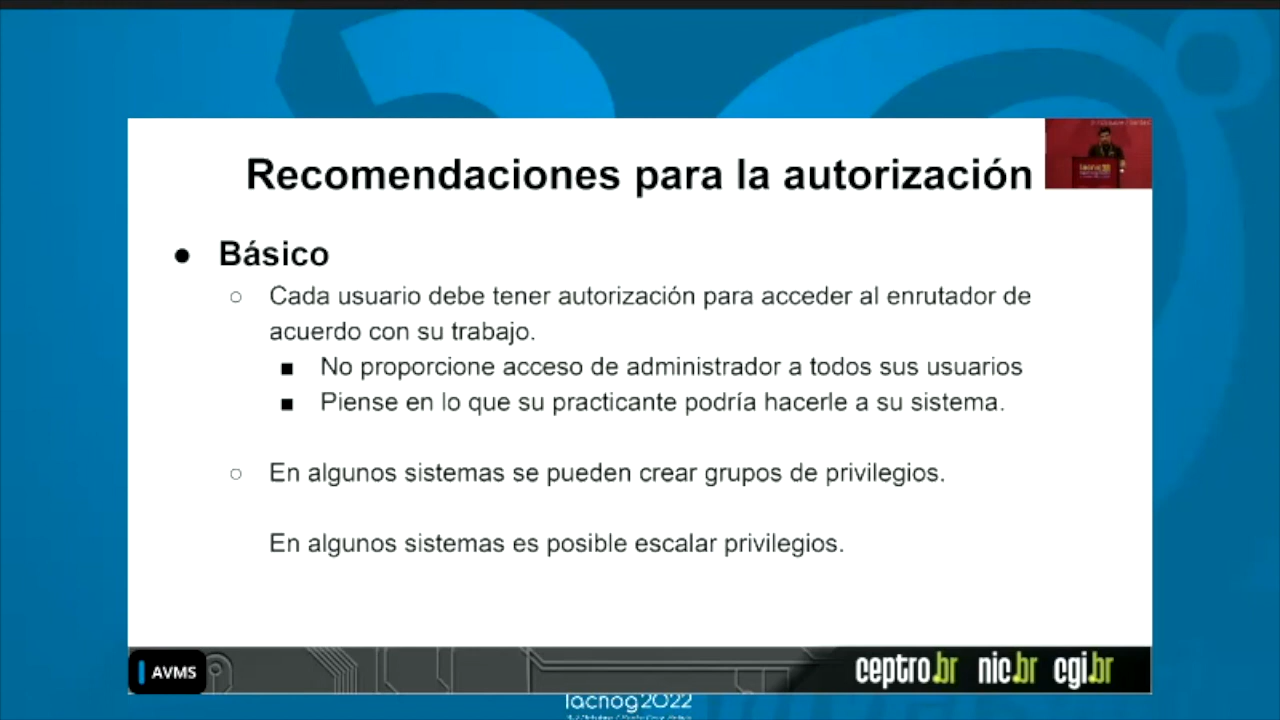 Recomendaciones para la autorización
● Básico
○ Cada usuario debe tener autorización para acceder al enrutador de
acuerdo con su trabajo.
■ No proporcione acceso de administrador a todos sus usuarios
■ Piense en lo que su practicante podría hacerle a su sistema.
○ En algunos sistemas se pueden crear grupos de privilegios.
En algunos sistemas es posible escalar privilegios.
AVMS
ceptro.br nic.br cgi.br
lacnog2022